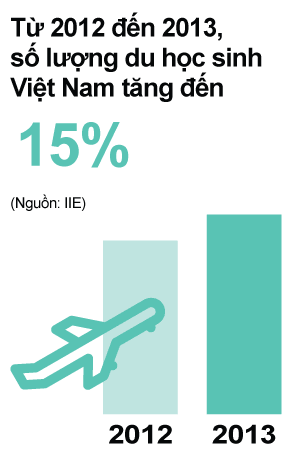 Từ 2012 đến 2013,
số lượng du học sinh
Việt Nam tăng đến
15%
(Nguồn: IIE)
2012 2013